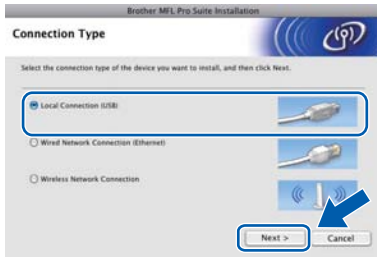 Brother MFL Pro Suite Installation
Connection Type
Select the connection type of the device you want to install, and then click Next.
Local Connection (USB)
Wired Network Connection (Ethernet)
Wireless Network Connection
Next >
Cancel